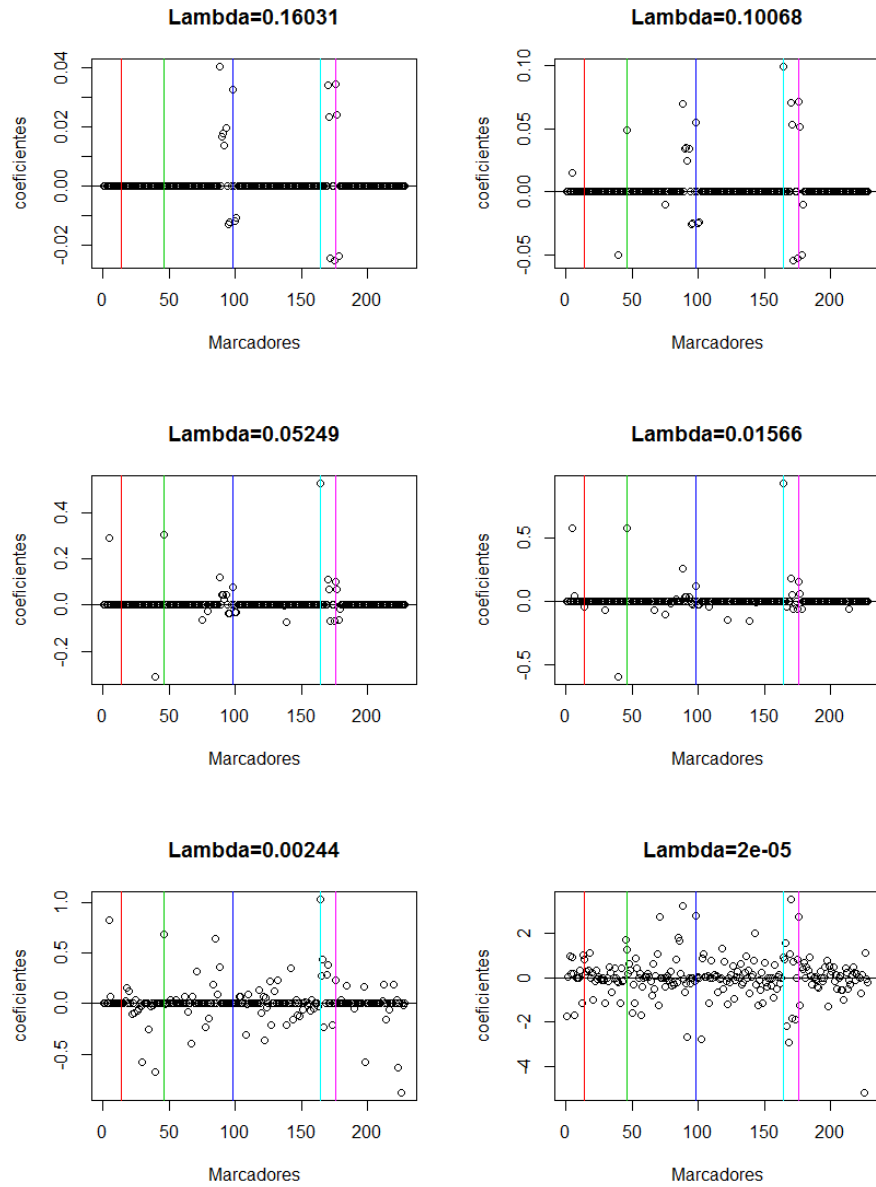 Lambda=0.16031
Lambda=0.10068
coeficientes
0.04
0.02
0.00
-0.02
0 50 100 150 200
Marcadores
coeficientes
0.10
0.05
0.00
-0.05
0 50 100 150 200
Marcadores
Lambda=0.05249
Lambda=0.01566
coeficientes
0.4
0.2
0.0
-0.2
0 50 100 150 200
Marcadores
coeficientes
0.5
0.0
-0.5
0 50 100 150 200
Marcadores
Lambda=0.00244
Lambda=2e-05
coeficientes
1.0
0.5
0.0
-0.5
0 50 100 150 200
Marcadores
coeficientes
2
0
-2
-4
0 50 100 150 200
Marcadores